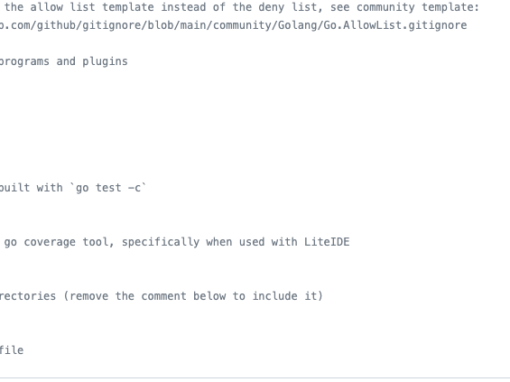 the allow list template instead of the deny list, see community template:
.com/github/gitignore/blob/main/community/Golang/Go.AllowList.gitignore
programs and plugins
built with `go test -c`
go coverage tool, specifically when used with LiteIDE
rectories (remove the comment below to include it)
file